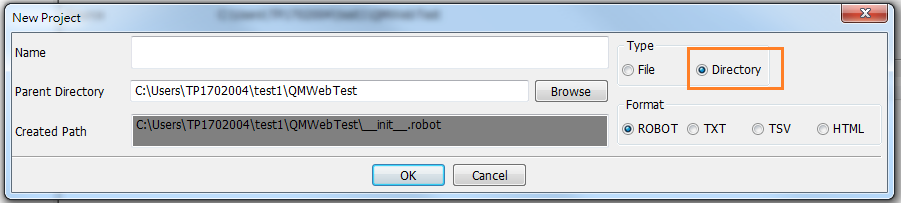 New Project
Name
Parent Directory
C:\Users\TP1702004\test1\QMWebTest
Browse
Created Path
C:\Users\TP1702004\test1\QMWebTest\__init__.robot
Type
File
Directory
Format
ROBOT
TXT
TSV
HTML
OK
Cancel